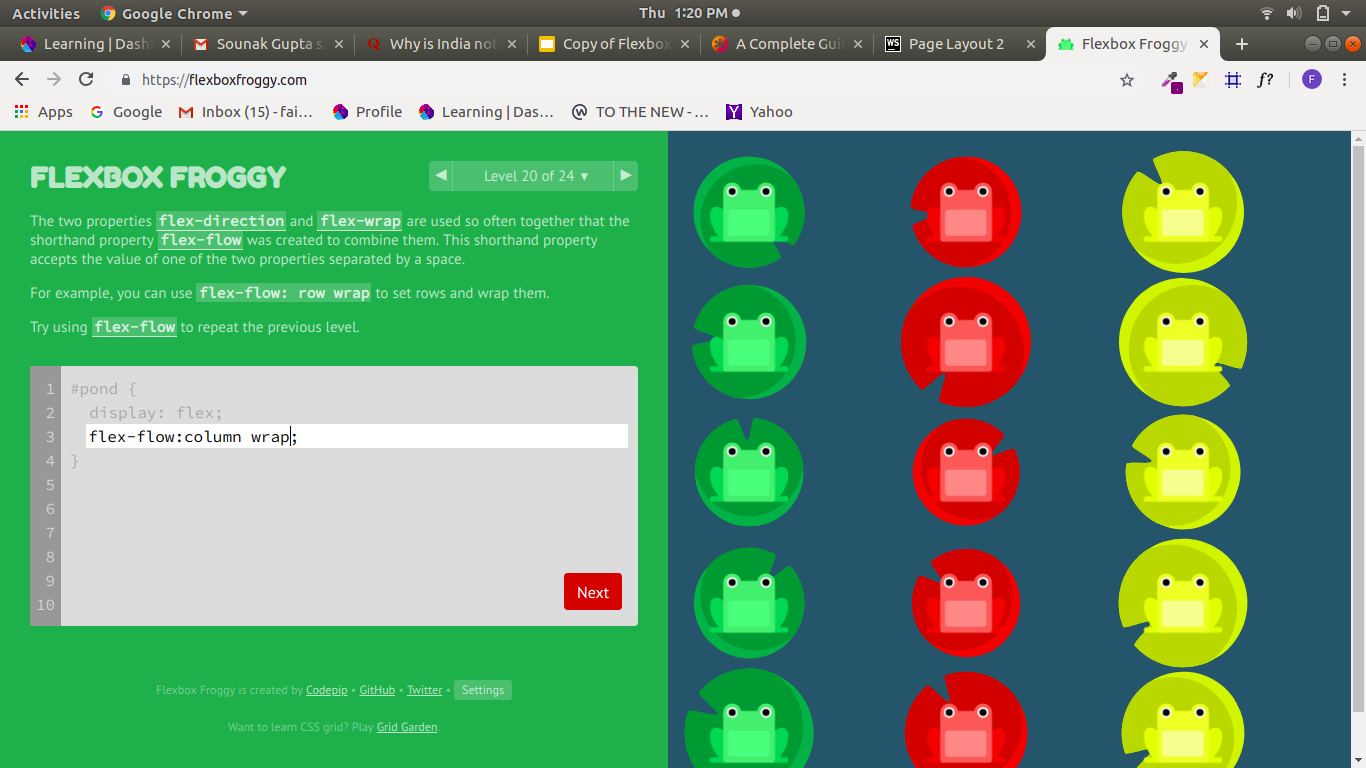 Activities Google Chrome Thu 1:20 PM
Learning | Dash Sounak Gupta s Why is India not Copy of Flexbox A Complete Gui WS Page Layout 2 Flexbox Froggy
https://flexboxfroggy.com f? F
Apps Google Inbox (15) - fai... Profile Learning | Das... TO THE NEW - ... Yahoo
FLEXBOX FROGGY
Level 20 of 24
The two properties flex-direction and flex-wrap are used so often together that the
shorthand property flex-flow was created to combine them. This shorthand property
accepts the value of one of the two properties separated by a space.
For example, you can use flex-flow: row wrap to set rows and wrap them.
Try using flex-flow to repeat the previous level.
1 #pond {
2 display: flex;
3 flex-flow:column wrap;
4 }
5
6
7
8
9
10
Next
Flexbox Froggy is created by Codepip • GitHub • Twitter • Settings
Want to learn CSS grid? Play Grid Garden.